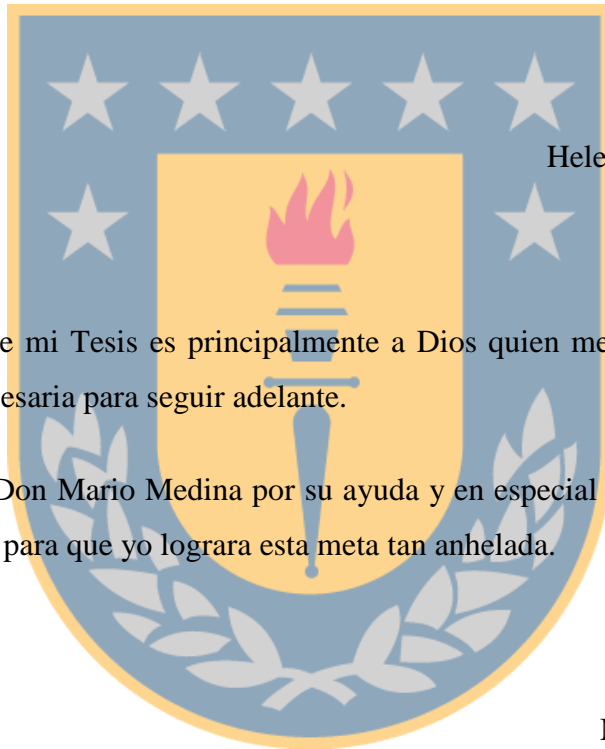 Hele
e mi Tesis es principalmente a Dios quien me
esaria para seguir adelante.
Don Mario Medina por su ayuda y en especial
para que yo lograra esta meta tan anhelada.